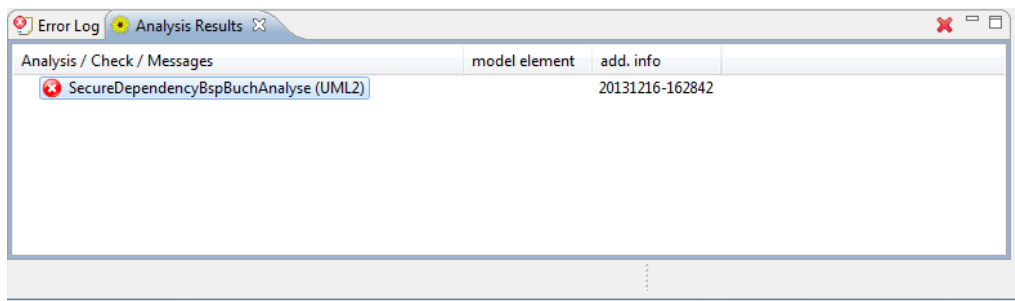 Error Log Analysis Results
Analysis / Check / Messages model element add. info
SecureDependencyBspBuchAnalyse (UML2) 20131216-162842